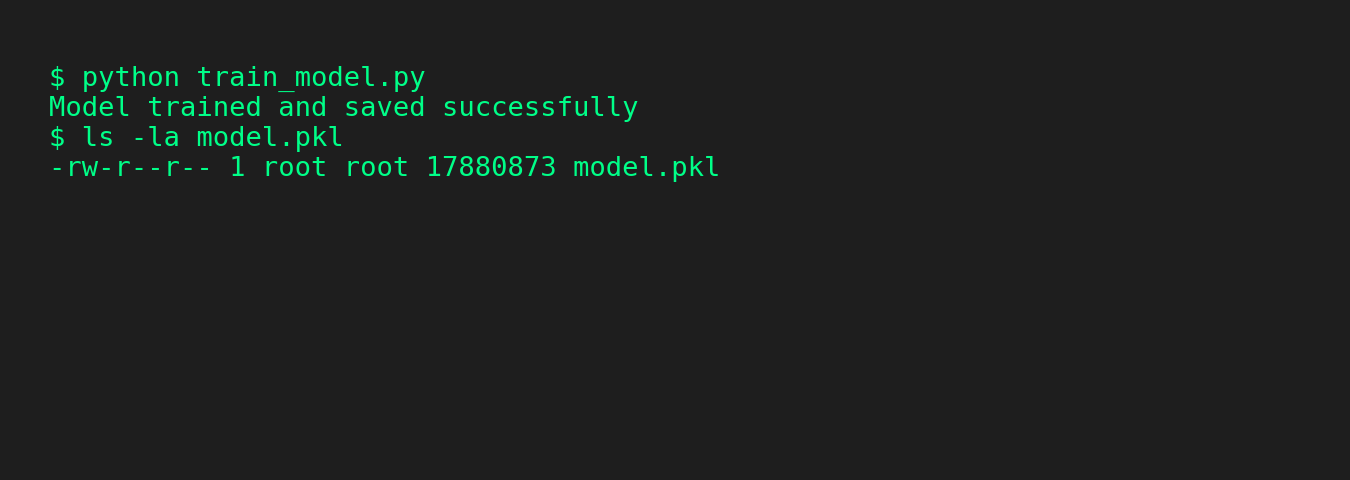 $ python train_model.py
Model trained and saved successfully
$ ls -la model.pkl
-rw-r--r-- 1 root root 17880873 model.pkl